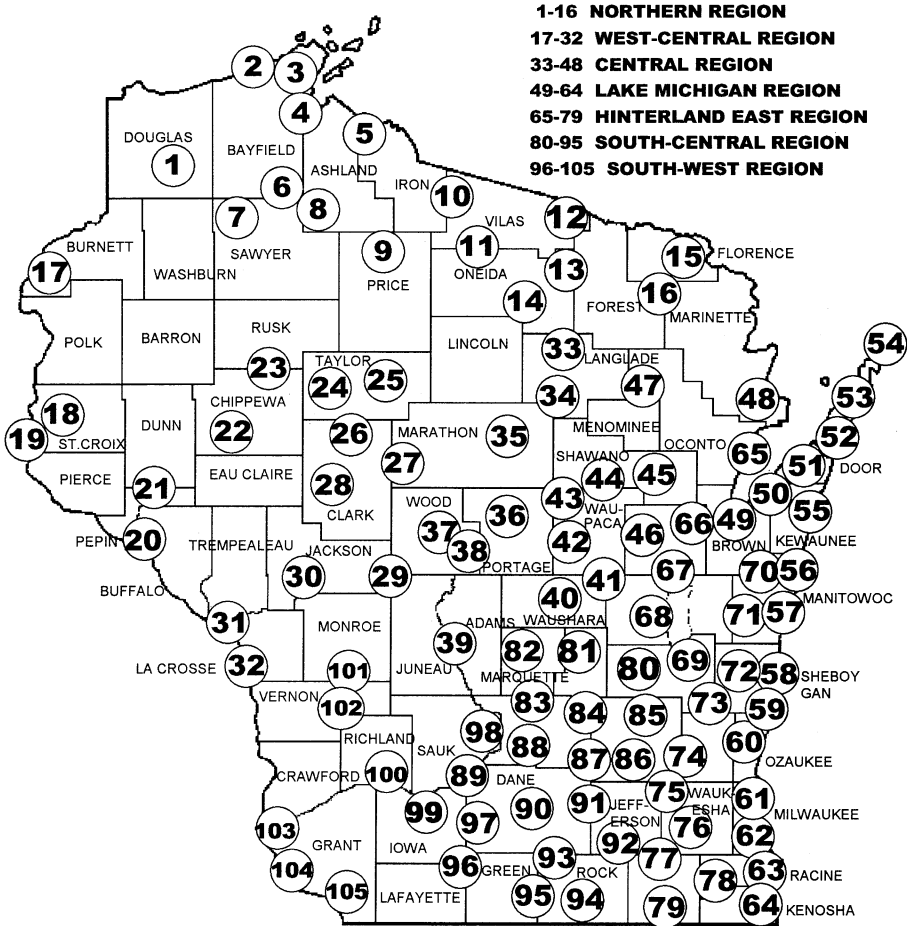 1-16 NORTHERN REGION
17-32 WEST-CENTRAL REGION
33-48 CENTRAL REGION
49-64 LAKE MICHIGAN REGION
65-79 HINTERLAND EAST REGION
80-95 SOUTH-CENTRAL REGION
96-105 SOUTH-WEST REGION
2
3
4
5
DOUGLAS
BAYFIELD
1
ASHLAND
IRON
6
10
8
7
12
VILAS
11
9
BURNETT
SAWYER
15
FLORENCE
17
WASHBURN
ONEIDA
13
PRICE
16
14
FOREST
MARINETTE
RUSK
POLK
BARRON
LINCOLN
33
54
LANGLADE
TAYLOR
23
24
25
47
53
34
48
CHIPPEWA
18
19
ST.CROIX
DUNN
22
26
MARATHON
35
MENOMINEE
OCONTO
52
65
27
SHAWANO
51
DOOR
PIERCE
EAU CLAIRE
44
45
21
28
50
43
WOOD
36
WAU-
PACA
55
CLARK
37
46
66
49
20
PEPIN
38
42
BROWN
KEWAUNEE
TREMPEALEAU
JACKSON
PORTAGE
30
29
41
67
70
56
BUFFALO
40
MANITOWOC
31
MONROE
ADAMS
WAUSHARA
68
71
57
39
32
LA CROSSE
101
JUNEAU
82
81
80
69
72
58
SHEBOY
GAN
MARQUETTE
VERNON
102
83
84
85
73
59
98
RICHLAND
SAUK
88
60
87
86
74
OZAUKEE
CRAWFORD
100
89
DANE
75
WAUK-
ESHA
61
99
90
91
JEFF-
ERSON
MILWAUKEE
103
97
76
62
GRANT
IOWA
92
93
77
104
96
GREEN
ROCK
63
RACINE
78
105
LAFAYETTE
95
94
79
64
KENOSHA